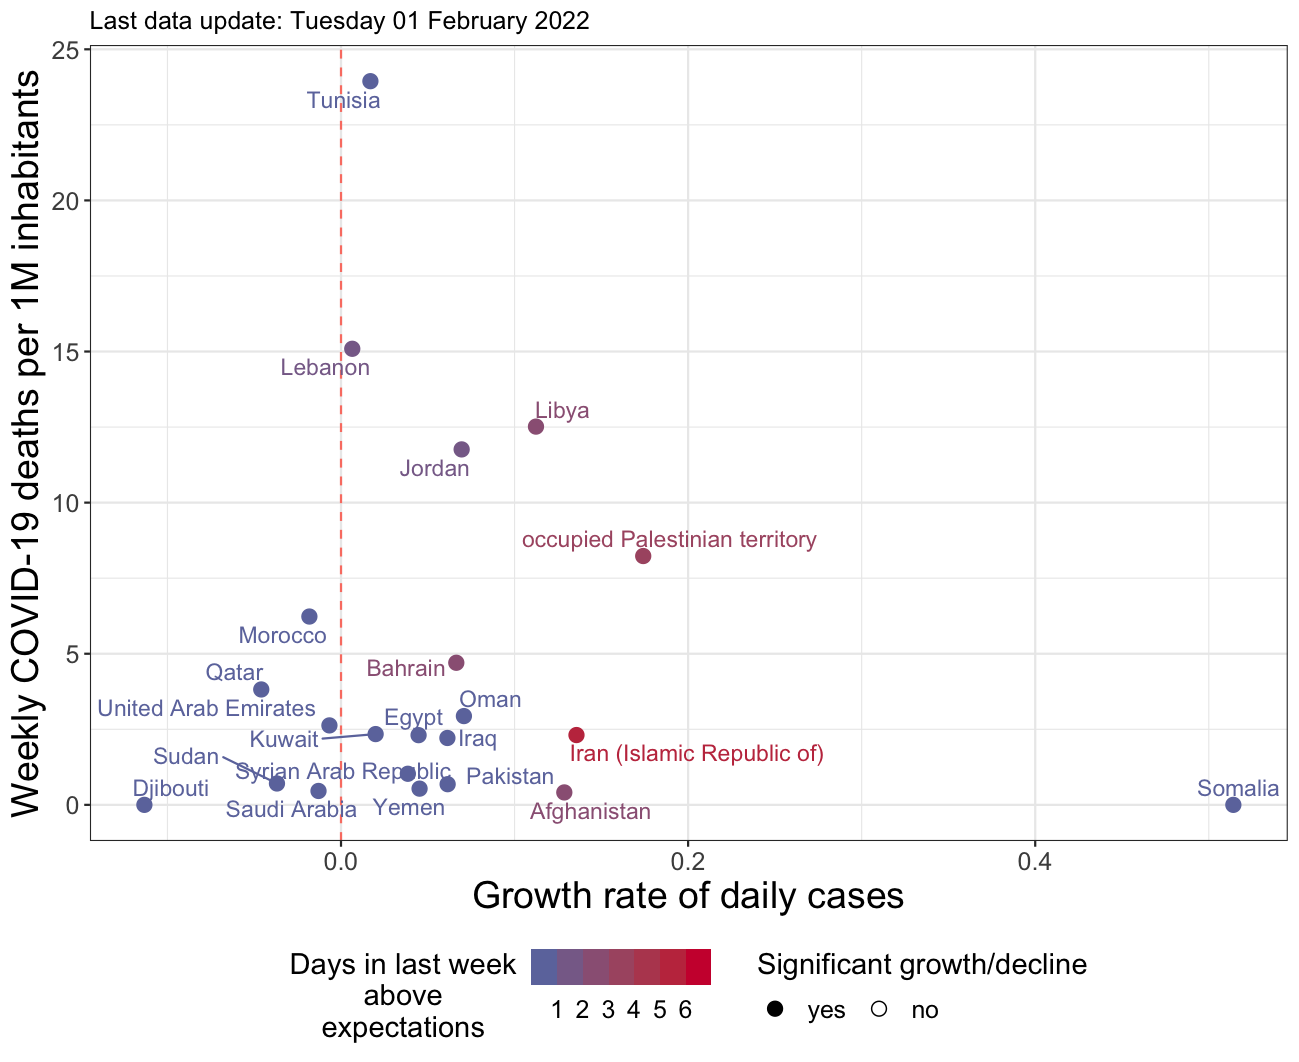 Last data update: Tuesday 01 February 2022
Weekly COVID-19 deaths per 1M inhabitants
25
20
15
10
5
0
Tunisia
Lebanon
Libya
Jordan
occupied Palestinian territory
Morocco
Bahrain
Qatar
Oman
United Arab Emirates
Egypt
Kuwait
Iraq
Iran (Islamic Republic of)
Sudan
Syrian Arab Republic
Pakistan
Djibouti
Somalia
Saudi Arabia
Yemen
Afghanistan
0.0 0.2 0.4
Growth rate of daily cases
Days in last week
above
expectations
1 2 3 4 5 6
Significant growth/decline
yes no